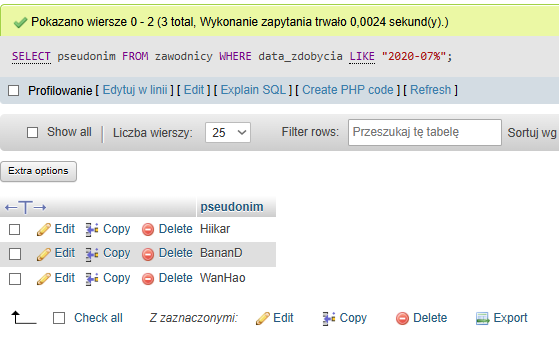 Pokazano wiersze 0 - 2 (3 total, Wykonanie zapytania trwało 0,0024 sekund(y).)
SELECT pseudonim FROM zawodnicy WHERE data_zdobycia LIKE "2020-07%";
Profilowanie [ Edytuj w linii ] [ Edit ] [ Explain SQL ] [ Create PHP code ] [ Refresh ]
Show all | Liczba wierszy: 25 Filter rows: Przeszukaj tę tabelę Sortuj wg
Extra options
←T→ pseudonim
Edit Copy Delete Hiikar
Edit Copy Delete BananD
Edit Copy Delete WanHao
Check all Z zaznaczonymi: Edit Copy Delete Export